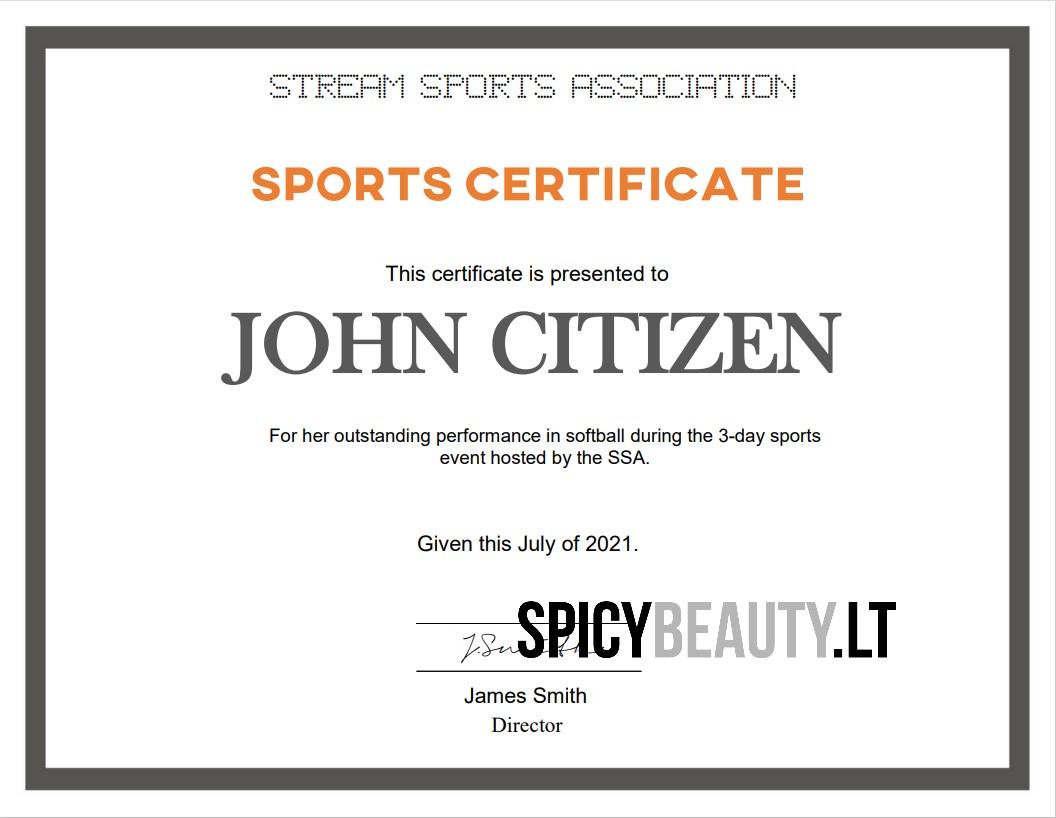 STREAM SPORTS ASSOCIATION
SPORTS CERTIFICATE
This certificate is presented to
JOHN CITIZEN
For her outstanding performance in softball during the 3-day sports
event hosted by the SSA.
Given this July of 2021.
SPICYBEAUTY.LT
James Smith
Director